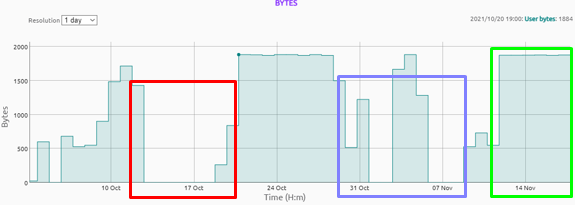 BYTES
Resolution 1 day
2021/10/20 19:00: User bytes: 1884
2000
1500
1000
500
0
Bytes
10 Oct 17 Oct 24 Oct 31 Oct 07 Nov 14 Nov
Time (H:m)